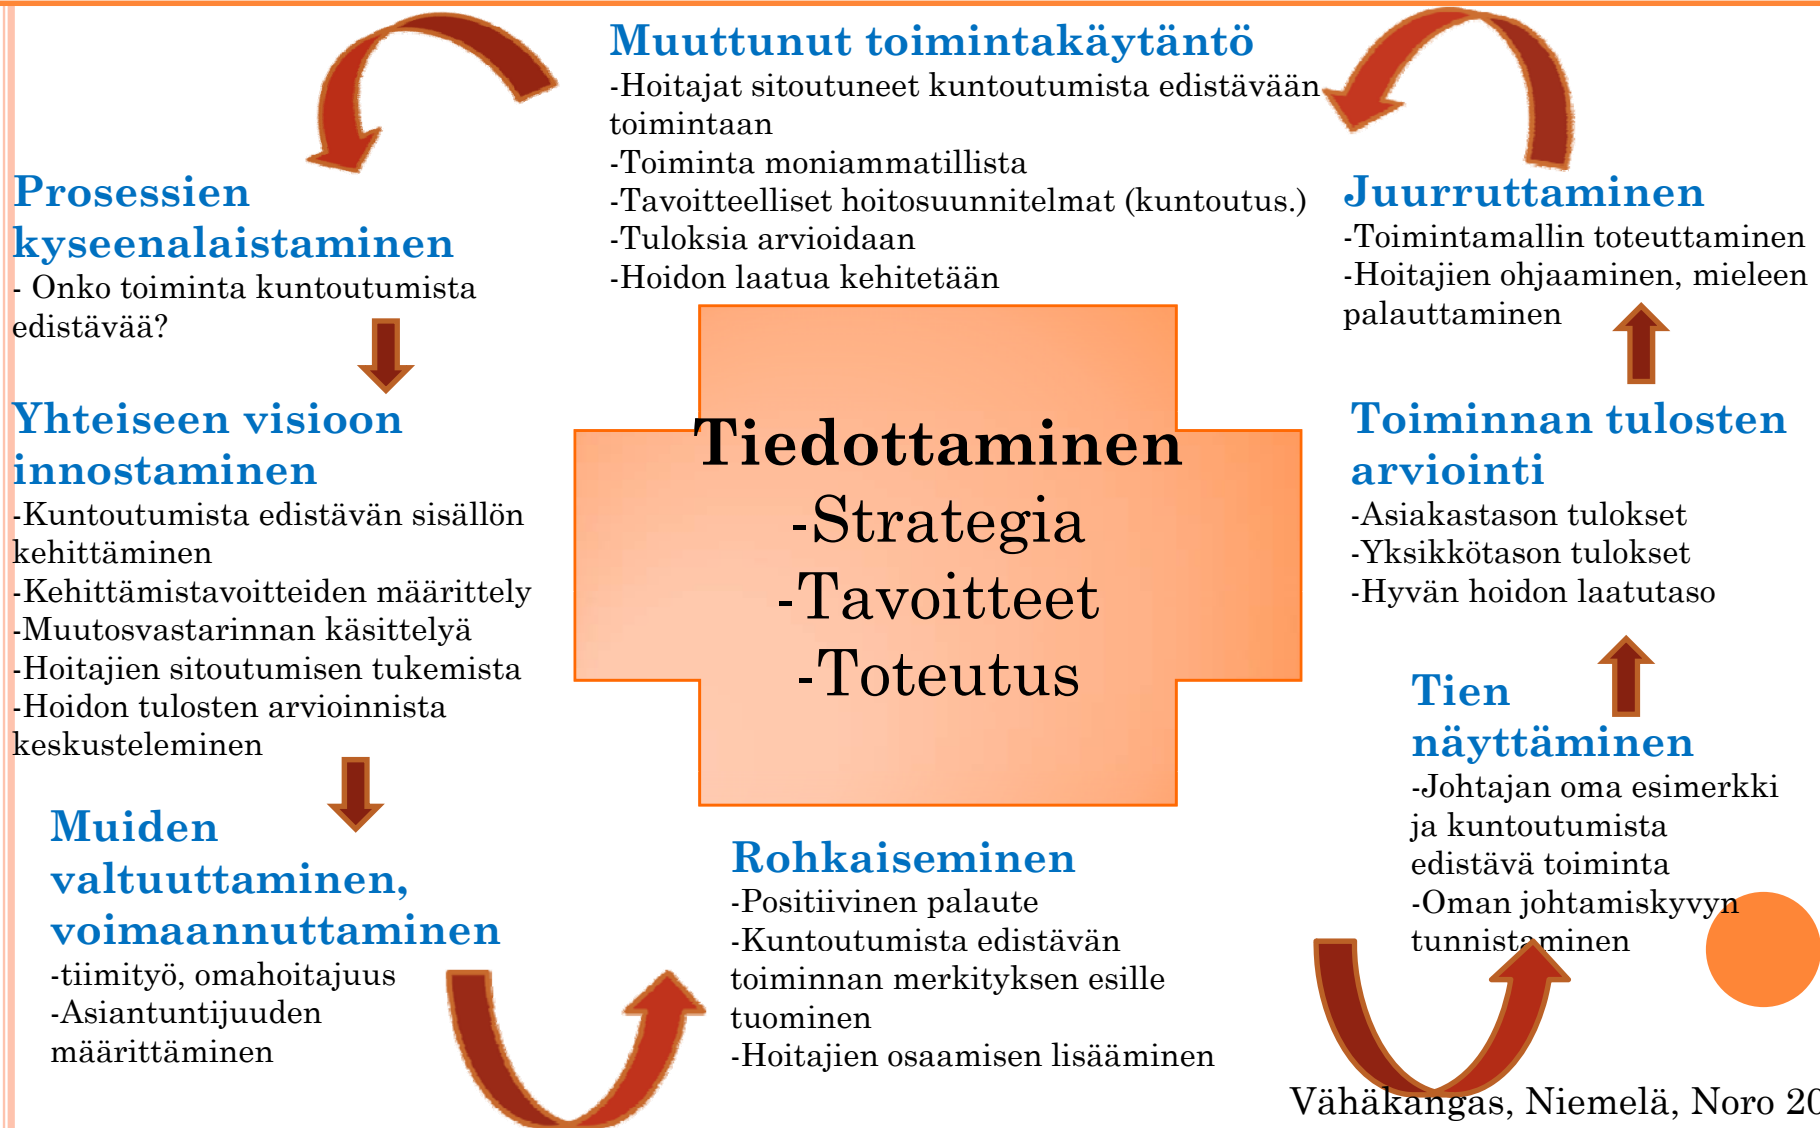 Muuttunut toimintakäytäntö
-Hoitajat sitoutuneet kuntoutumista edistävään
toimintaan
-Toiminta moniammatillista
-Tavoitteelliset hoitosuunnitelmat (kuntoutus.)
-Tuloksia arvioidaan
-Hoidon laatua kehitetään
Prosessien
kyseenalaistaminen
- Onko toiminta kuntoutumista
edistävää?
Yhteiseen visioon
innostaminen
-Kuntoutumista edistävän sisällön
kehittäminen
-Kehittämistavoitteiden määrittely
-Muutosvastarinnan käsittelyä
-Hoitajien sitoutumisen tukemista
-Hoidon tulosten arvioinnista
keskusteleminen
Muiden
valtuuttaminen,
voimaannuttaminen
-tiimityö, omahoitajuus
-Asiantuntijuuden
määrittäminen
Tiedottaminen
-Strategia
-Tavoitteet
-Toteutus
Rohkaiseminen
-Positiivinen palaute
-Kuntoutumista edistävän
toiminnan merkityksen esille
tuominen
-Hoitajien osaamisen lisääminen
Tien
näyttäminen
-Johtajan oma esimerkki
ja kuntoutumista
edistävä toiminta
-Oman johtamiskyvyn
tunnistaminen
Toiminnan tulosten
arviointi
-Asiakastason tulokset
-Yksikkötason tulokset
-Hyvän hoidon laatutaso
Juurruttaminen
-Toimintamallin toteuttaminen
-Hoitajien ohjaaminen, mieleen
palauttaminen
Vähäkangas, Niemelä, Noro